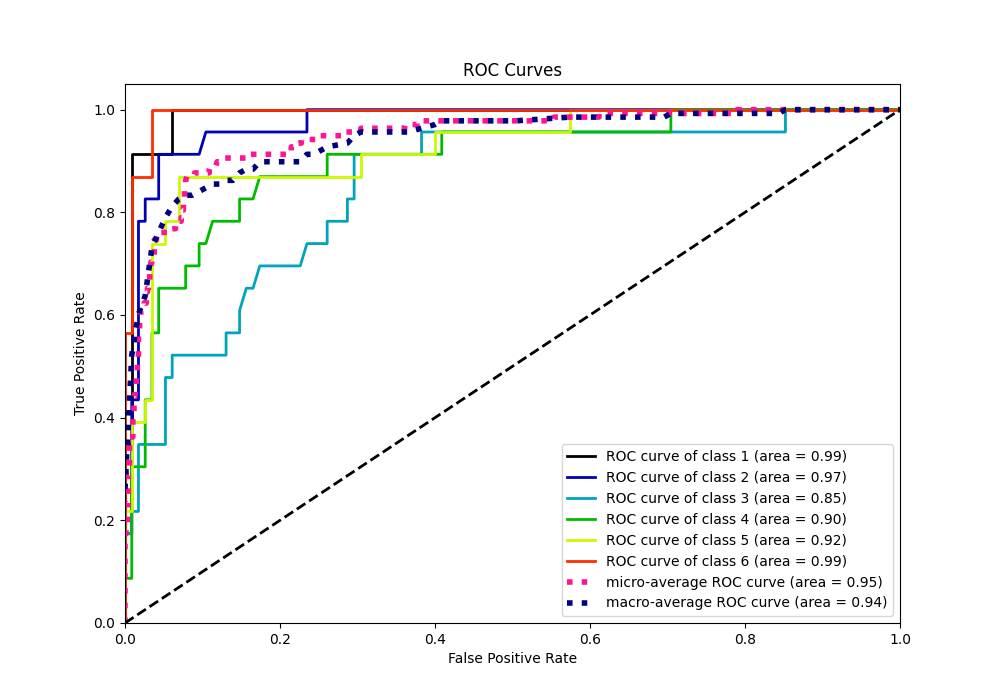 ROC Curves
True Positive Rate
1.0
0.8
0.6
0.4
0.2
0.0
0.0 0.2 0.4 0.6 0.8 1.0
False Positive Rate
ROC curve of class 1 (area = 0.99)
ROC curve of class 2 (area = 0.97)
ROC curve of class 3 (area = 0.85)
ROC curve of class 4 (area = 0.90)
ROC curve of class 5 (area = 0.92)
ROC curve of class 6 (area = 0.99)
micro-average ROC curve (area = 0.95)
macro-average ROC curve (area = 0.94)